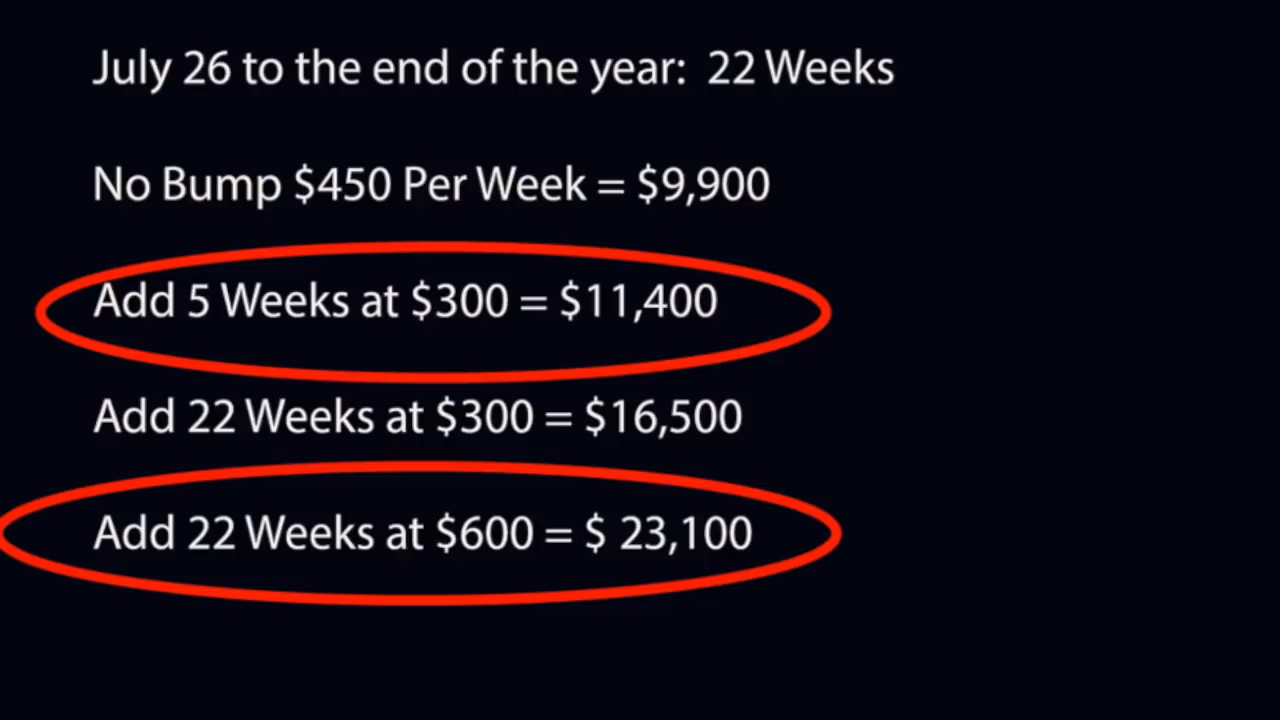 July 26 to the end of the year: 22 Weeks
No Bump $450 Per Week = $9,900
Add 5 Weeks at $300 = $11,400
Add 22 Weeks at $300 = $16,500
Add 22 Weeks at $600 = $ 23,100